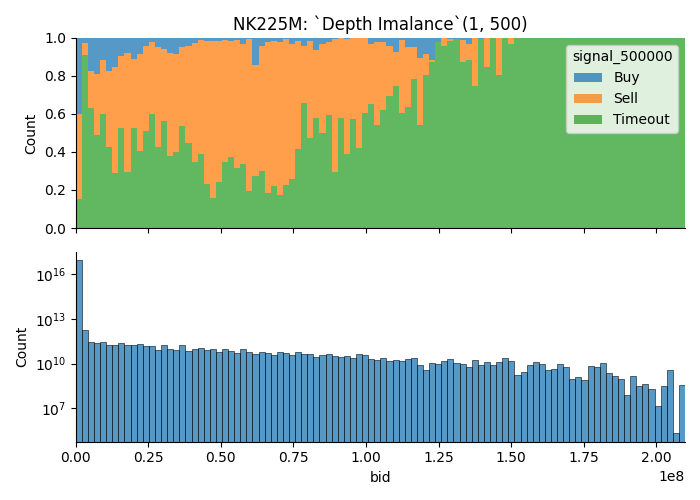 NK225M: `Depth Imalance`(1, 500)
1.0
0.8
0.6
0.4
0.2
0.0
Count
signal_500000
Buy
Sell
Timeout
10^16
10^13
10^10
10^7
Count
0.00 0.25 0.50 0.75 1.00 1.25 1.50 1.75 2.00
1e8
bid